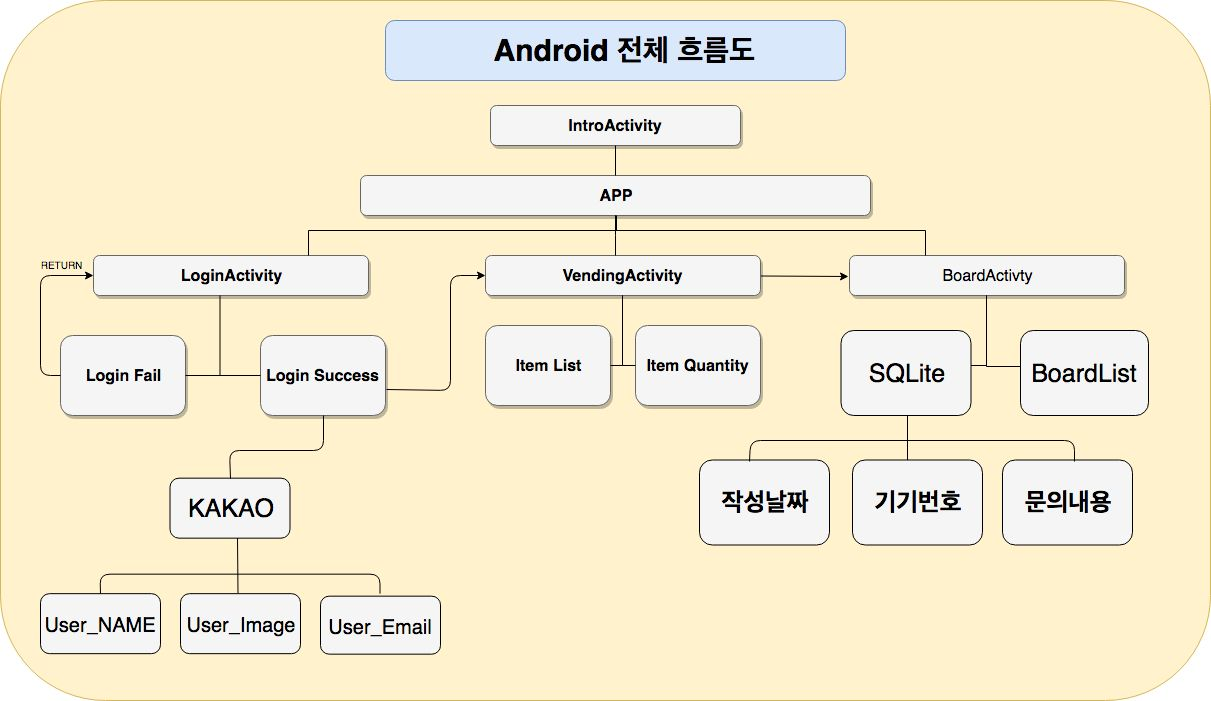 Android 전체 흐름도
IntroActivity
APP
RETURN
LoginActivity
VendingActivity
BoardActivty
Login Fail
Login Success
Item List
Item Quantity
SQLite
BoardList
KAKAO
작성날짜
기기번호
문의내용
User_NAME
User_Image
User_Email